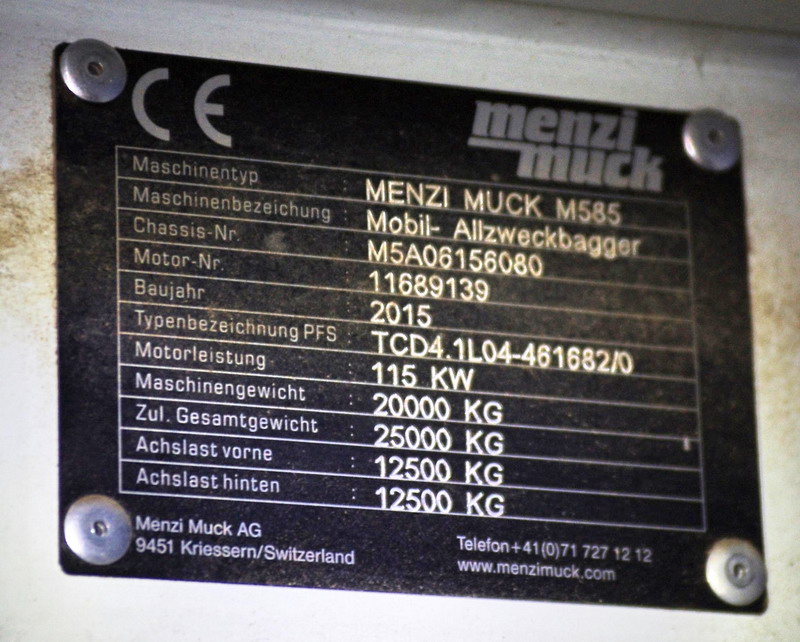 CE
menzi
muck
Maschinentyp : MENZI MUCK M585
Maschinenbezeichung : Mobil- Allzweckbagger
Chassis-Nr. : M5A06156080
Motor-Nr. : 11689139
Baujahr : 2015
Typenbezeichnung PFS : TCD4.1L04-461682/0
Motorleistung : 115 KW
Maschinengewicht : 20000 KG
Zul. Gesamtgewicht : 25000 KG
Achslast vorne : 12500 KG
Achslast hinten : 12500 KG
Menzi Muck AG
9451 Kriessern/Switzerland
Telefon+41(0)71 727 12 12
www.menzimuck.com